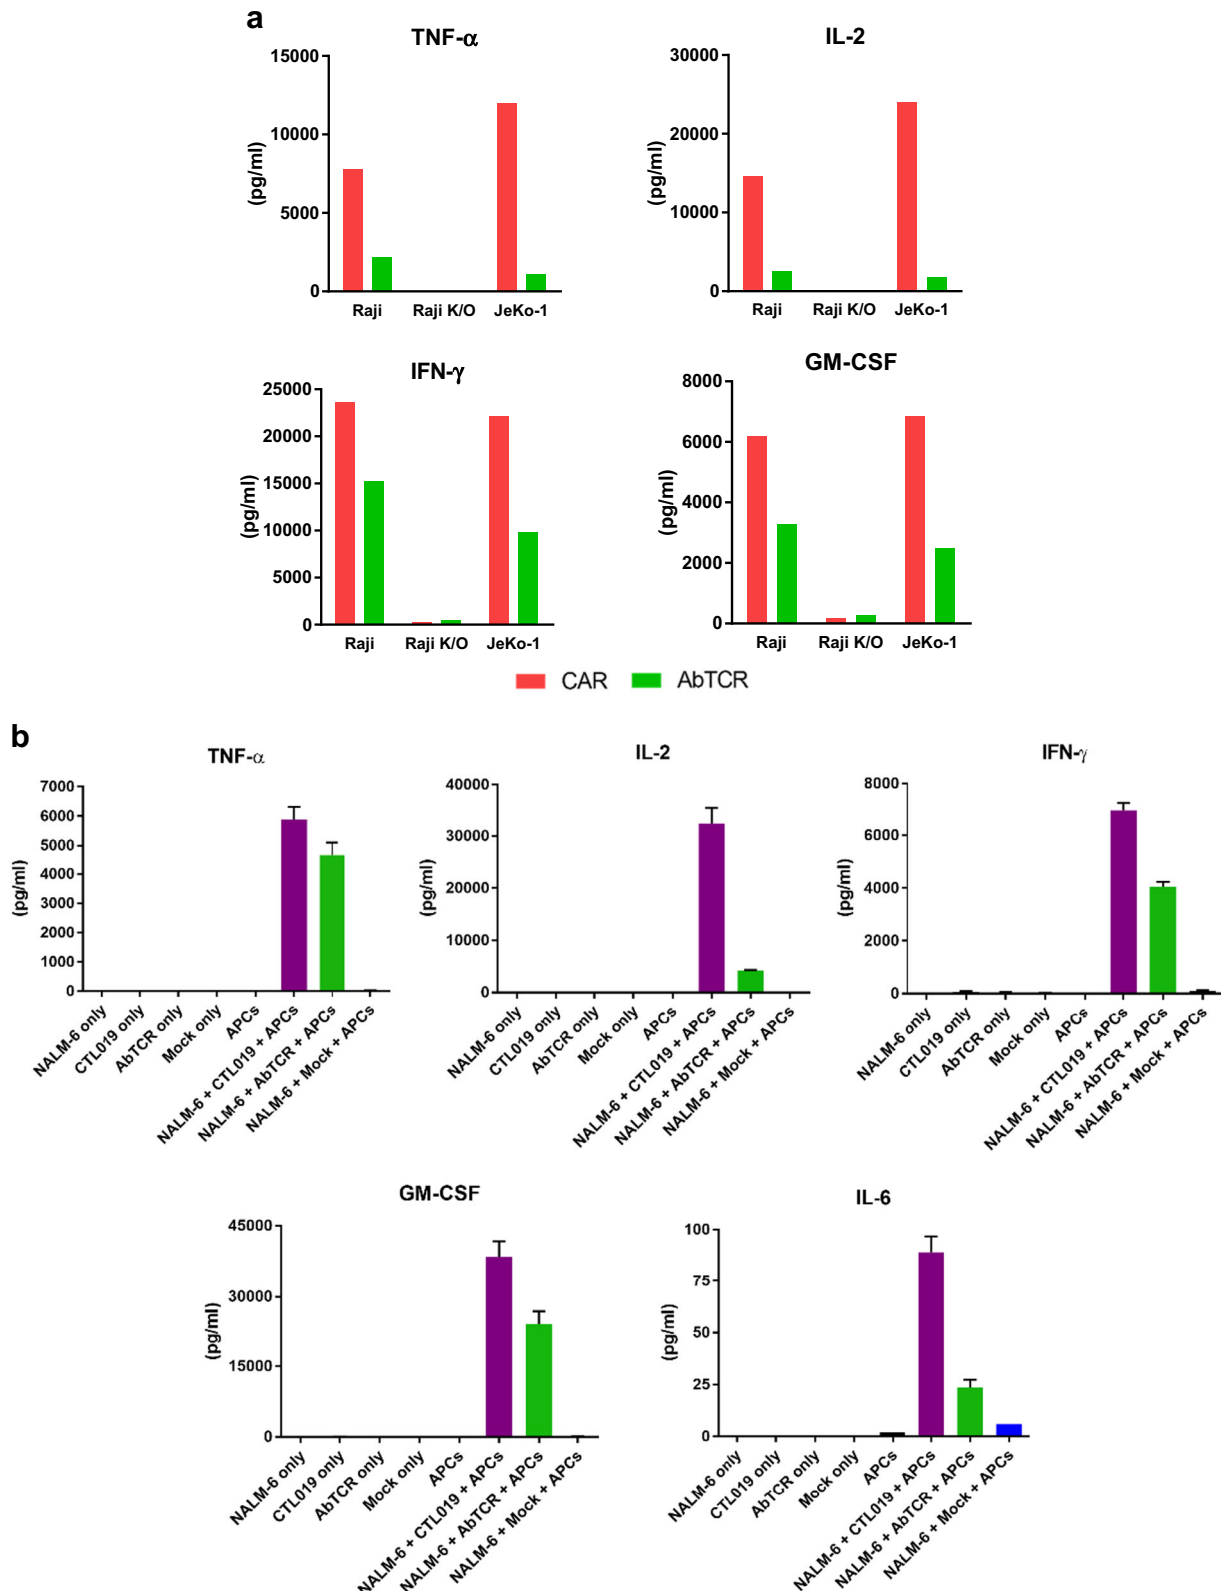 a
TNF-α
15000
10000
5000
0
(pg/ml)
Raji
Raji K/O
JeKo-1
IL-2
30000
20000
10000
0
(pg/ml)
Raji
Raji K/O
JeKo-1
IFN-γ
25000
20000
15000
10000
5000
0
(pg/ml)
Raji
Raji K/O
JeKo-1
GM-CSF
8000
6000
4000
2000
0
(pg/ml)
Raji
Raji K/O
JeKo-1
CAR
AbTCR
b
TNF-α
7000
6000
5000
4000
3000
2000
1000
0
(pg/ml)
NALM-6 only
CTL019 only
AbTCR only
Mock only
APCs
NALM-6 + CTL019 + APCs
NALM-6 + AbTCR + APCs
NALM-6 + Mock + APCs
IL-2
40000
30000
20000
10000
0
(pg/ml)
NALM-6 only
CTL019 only
AbTCR only
Mock only
APCs
NALM-6 + CTL019 + APCs
NALM-6 + AbTCR + APCs
NALM-6 + Mock + APCs
IFN-γ
8000
6000
4000
2000
0
(pg/ml)
NALM-6 only
CTL019 only
AbTCR only
Mock only
APCs
NALM-6 + CTL019 + APCs
NALM-6 + AbTCR + APCs
NALM-6 + Mock + APCs
GM-CSF
45000
30000
15000
0
(pg/ml)
NALM-6 only
CTL019 only
AbTCR only
Mock only
APCs
NALM-6 + CTL019 + APCs
NALM-6 + AbTCR + APCs
NALM-6 + Mock + APCs
IL-6
100
75
50
25
0
(pg/ml)
NALM-6 only
CTL019 only
AbTCR only
Mock only
APCs
NALM-6 + CTL019 + APCs
NALM-6 + AbTCR + APCs
NALM-6 + Mock + APCs